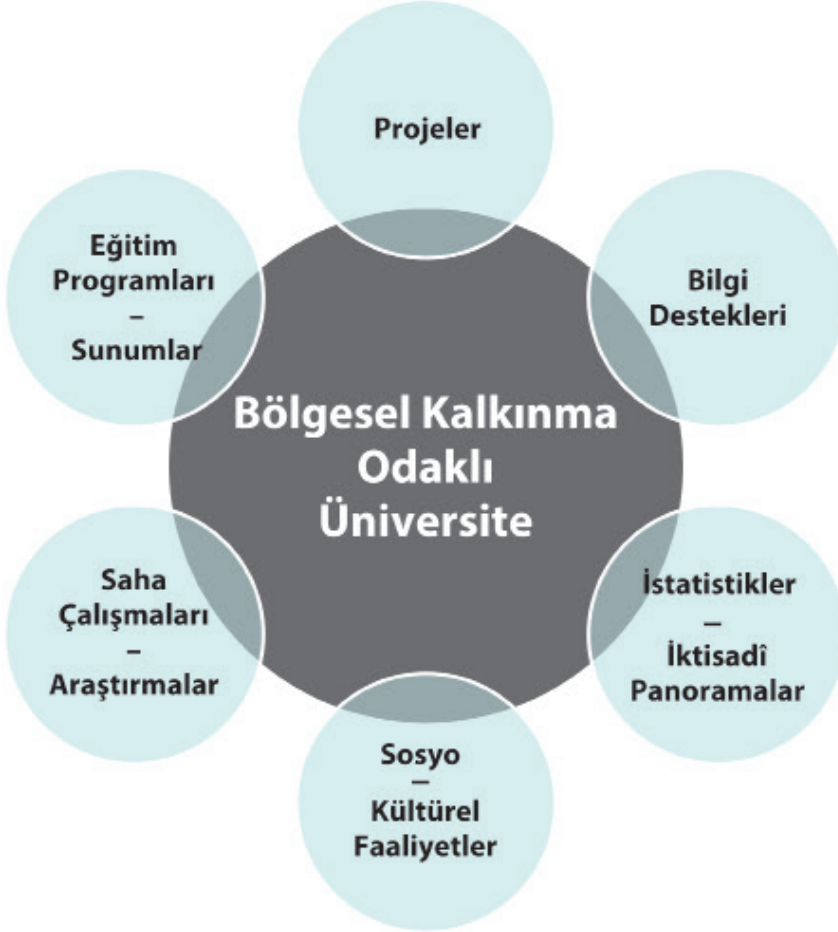 Projeler
Eğitim
Programları
–
Sunumlar
Bilgi
Destekleri
Bölgesel Kalkınma
Odaklı
Üniversite
Saha
Çalışmaları
–
Araştırmalar
İstatistikler
–
İktisadî
Panoramalar
Sosyo
–
Kültürel
Faaliyetler